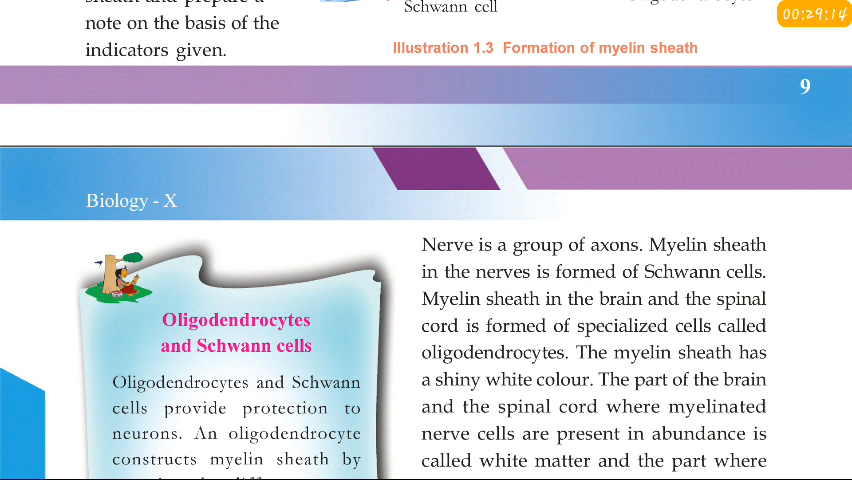 note on the basis of the
indicators given.
Schwann cell
00:29:14
Illustration 1.3 Formation of myelin sheath
9
Biology - X
Oligodendrocytes
and Schwann cells
Oligodendrocytes and Schwann
cells provide protection to
neurons. An oligodendrocyte
constructs myelin sheath by
Nerve is a group of axons. Myelin sheath
in the nerves is formed of Schwann cells.
Myelin sheath in the brain and the spinal
cord is formed of specialized cells called
oligodendrocytes. The myelin sheath has
a shiny white colour. The part of the brain
and the spinal cord where myelinated
nerve cells are present in abundance is
called white matter and the part where